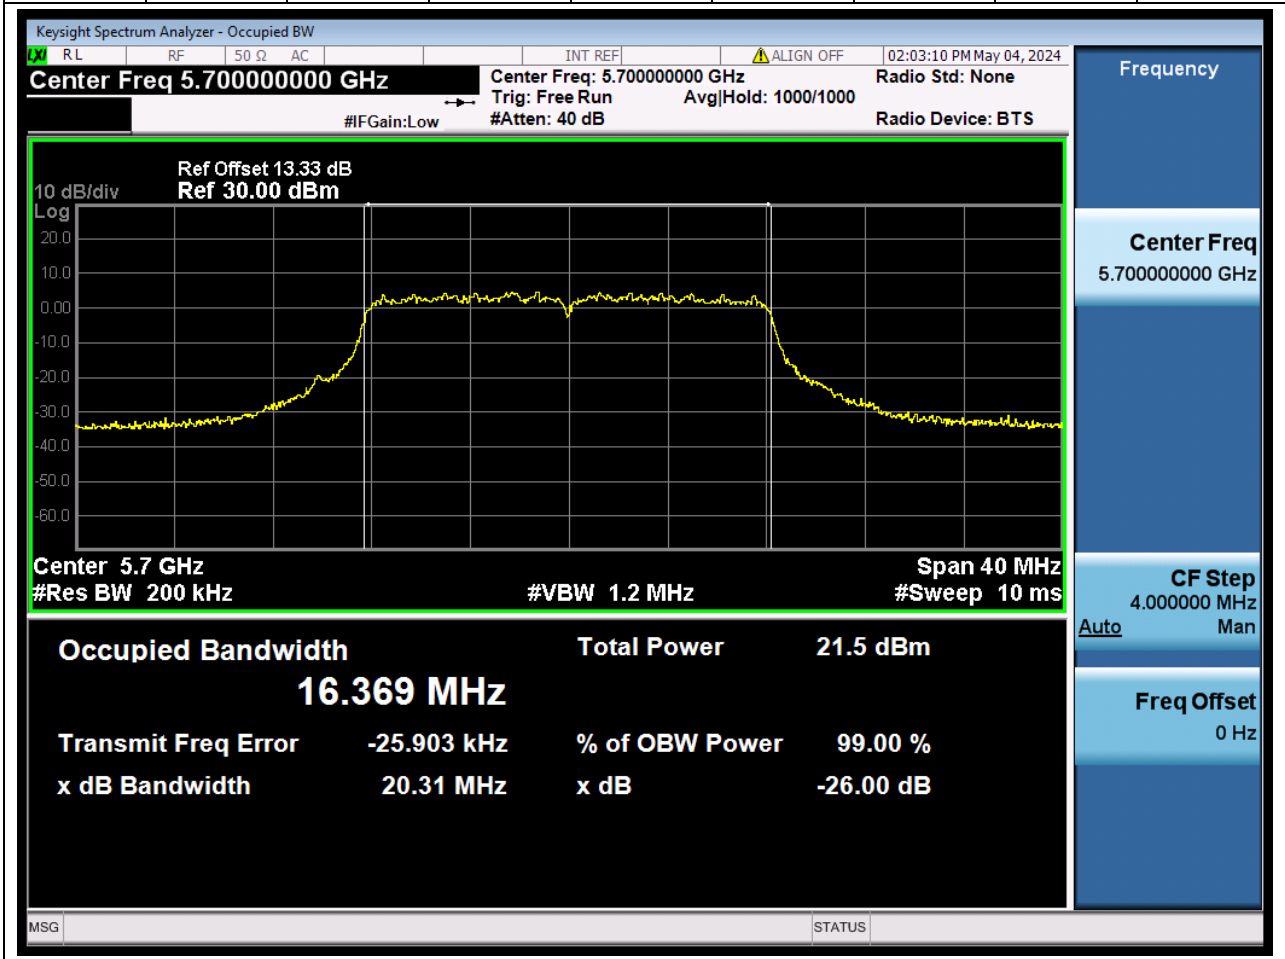 Keysight Spectrum Analyzer - Occupied BW
LXI RL RF 50 Ω AC INT REF ALIGN OFF 02:03:10 PM May 04, 2024
Center Freq 5.700000000 GHz
Center Freq: 5.700000000 GHz
Radio Std: None
Trig: Free Run Avg|Hold: 1000/1000
#IFGain:Low
#Atten: 40 dB
Radio Device: BTS
Ref Offset 13.33 dB
10 dB/div Ref 30.00 dBm
Log
20.0
10.0
0.00
-10.0
-20.0
-30.0
-40.0
-50.0
-60.0
Center 5.7 GHz Span 40 MHz
#Res BW 200 kHz #VBW 1.2 MHz #Sweep 10 ms
Occupied Bandwidth Total Power 21.5 dBm
16.369 MHz
Transmit Freq Error -25.903 kHz % of OBW Power 99.00 %
x dB Bandwidth 20.31 MHz x dB -26.00 dB
Frequency
Center Freq
5.700000000 GHz
CF Step
4.000000 MHz
Auto Man
Freq Offset
0 Hz
MSG STATUS